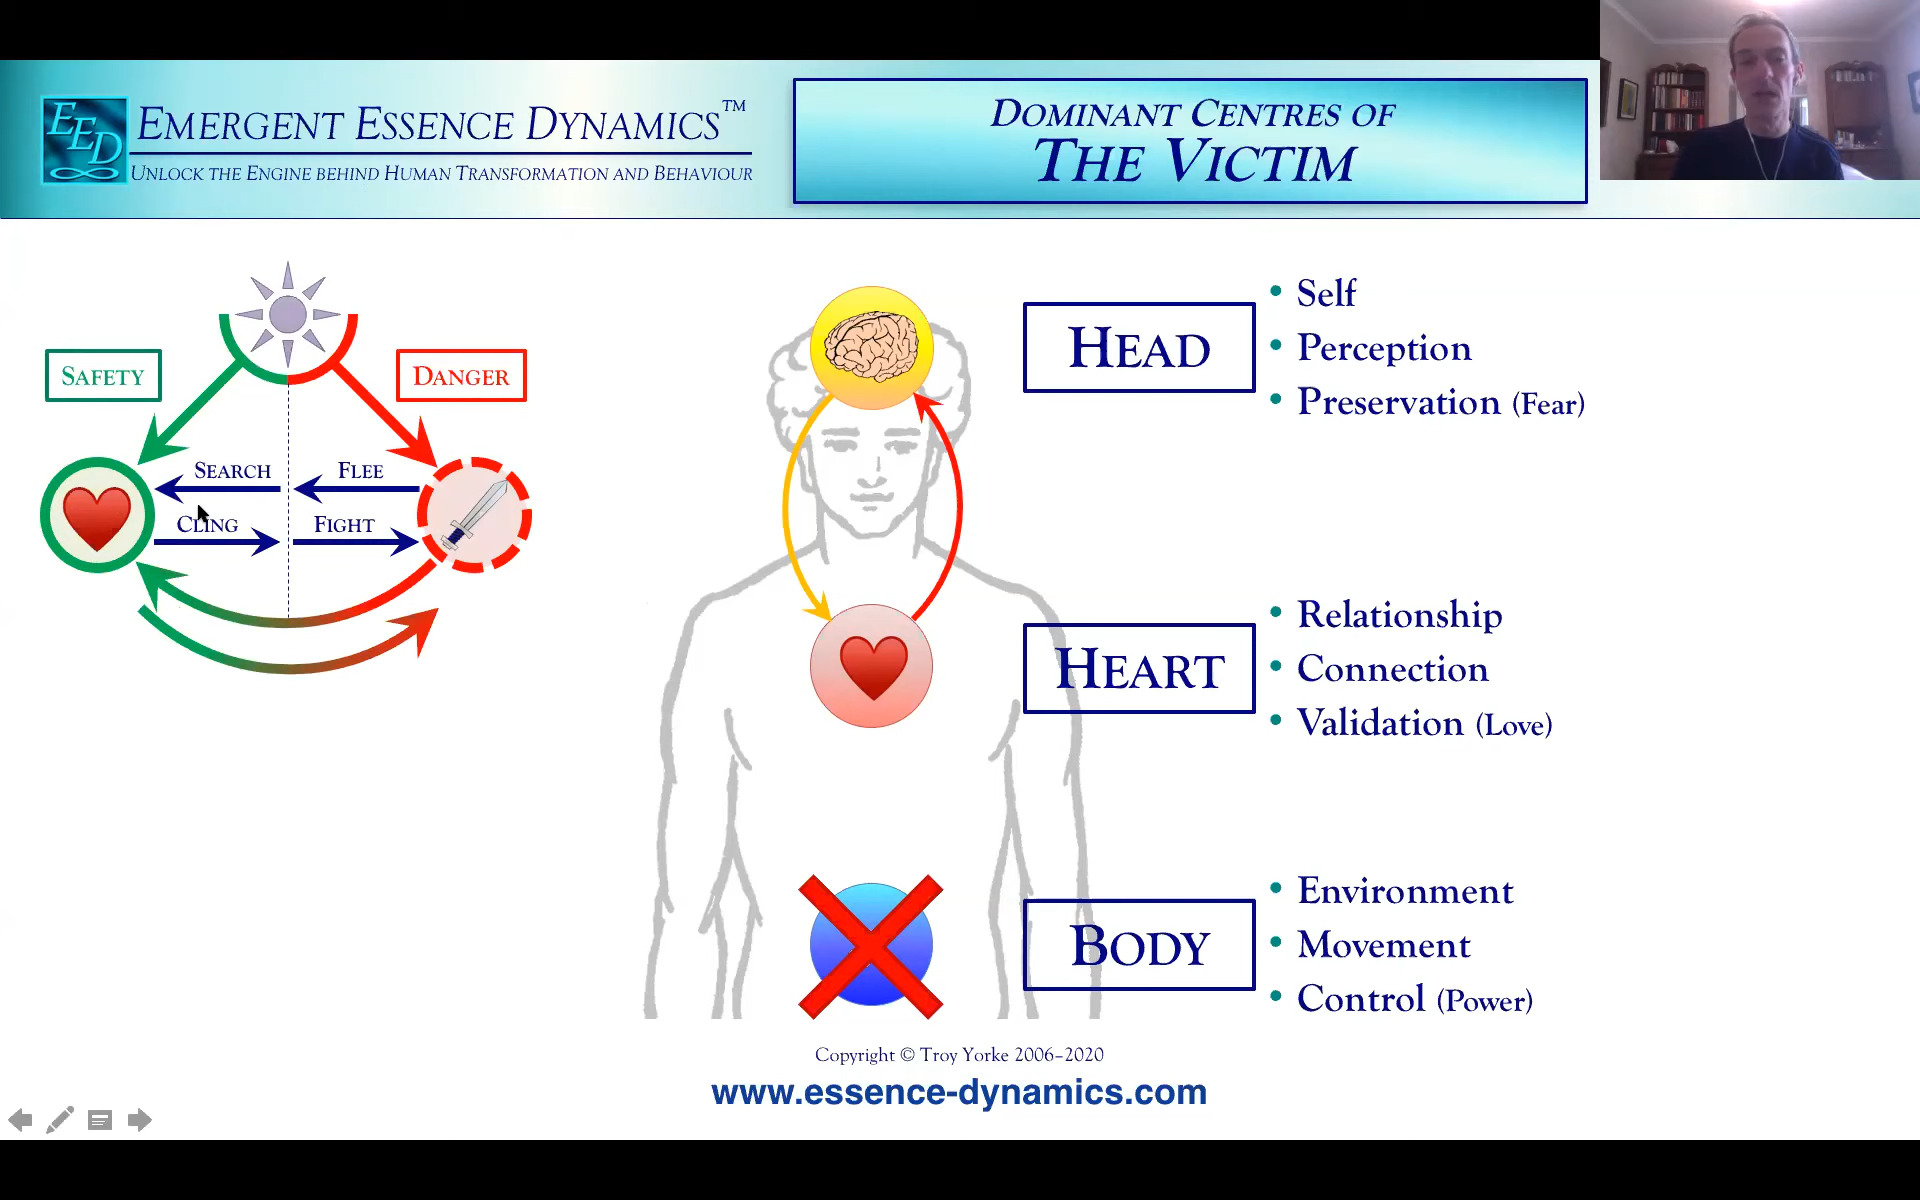 EED
EMERGENT ESSENCE DYNAMICS™
UNLOCK THE ENGINE BEHIND HUMAN TRANSFORMATION AND BEHAVIOUR
DOMINANT CENTRES OF
THE VICTIM
SAFETY
DANGER
SEARCH
FLEE
CLING
FIGHT
HEAD
• Self
• Perception
• Preservation (Fear)
HEART
• Relationship
• Connection
• Validation (Love)
BODY
• Environment
• Movement
• Control (Power)
Copyright © Troy Yorke 2006–2020
www.essence-dynamics.com